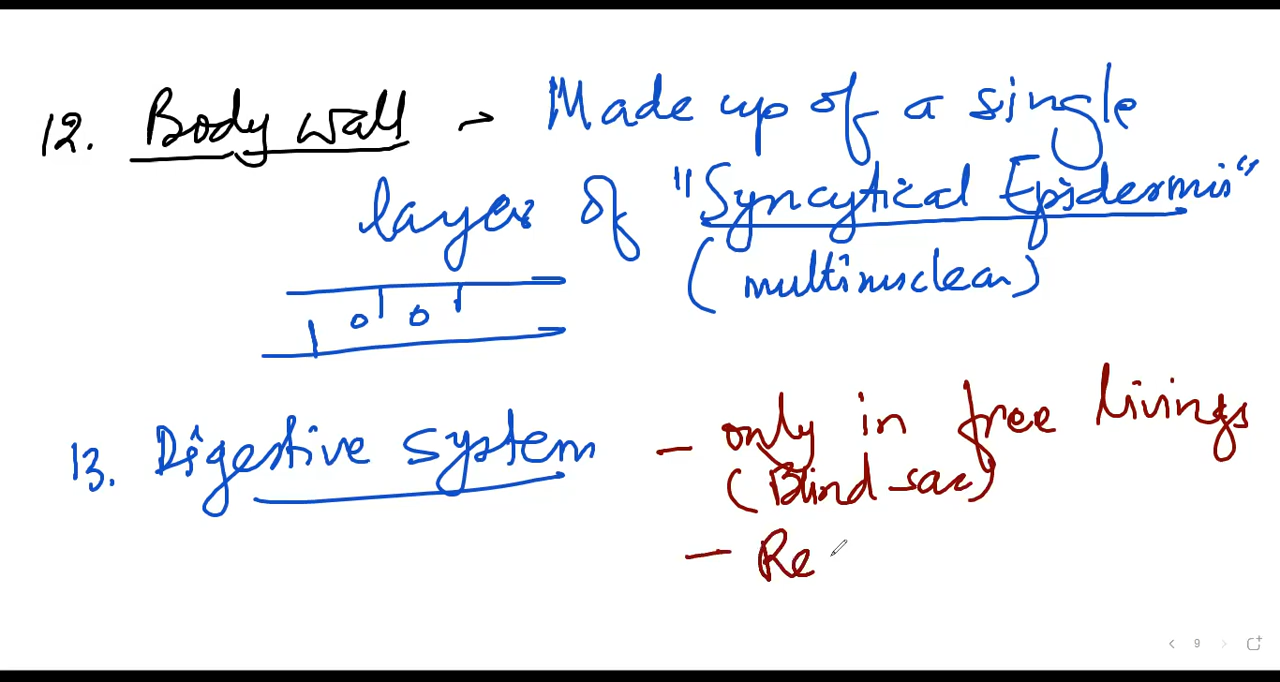 12. Body wall → Made up of a single
layer of "Syncytical Epidermis"
(multinuclear)
13. Digestive system - only in free livings
(Blind sac)
- Re
9